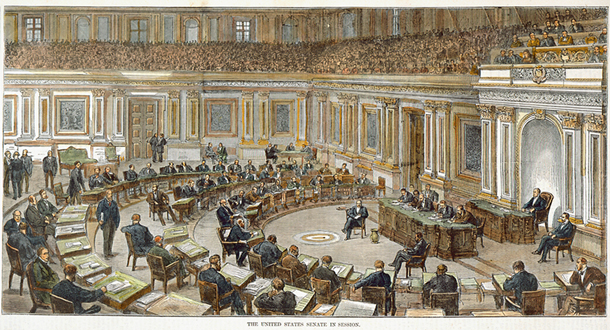 THE UNITED STATES SENATE IN SESSION.